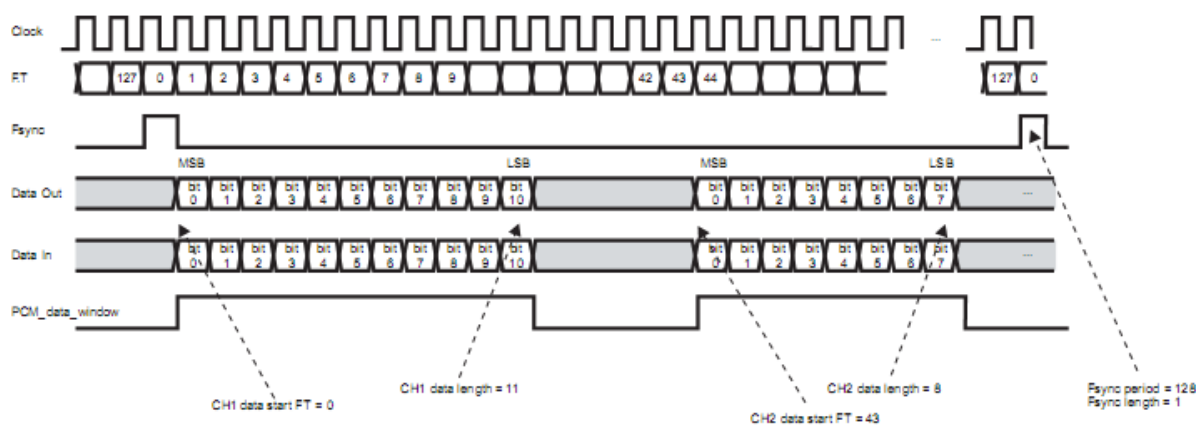 Clock
...
F.T 127 0 1 2 3 4 5 6 7 8 9 42 43 44 127 0
Fsync
MSB LSB MSB LSB
Data Out bit 0 bit 1 bit 2 bit 3 bit 4 bit 5 bit 6 bit 7 bit 8 bit 9 bit 10 bit 0 bit 1 bit 2 bit 3 bit 4 bit 5 bit 6 bit 7 ...
Data In bit 0 bit 1 bit 2 bit 3 bit 4 bit 5 bit 6 bit 7 bit 8 bit 9 bit 10 bit 0 bit 1 bit 2 bit 3 bit 4 bit 5 bit 6 bit 7 ...
PCM_data_window
CH1 data start FT = 0
CH1 data length = 11
CH2 data start FT = 43
CH2 data length = 8
Fsync period = 128
Fsync length = 1